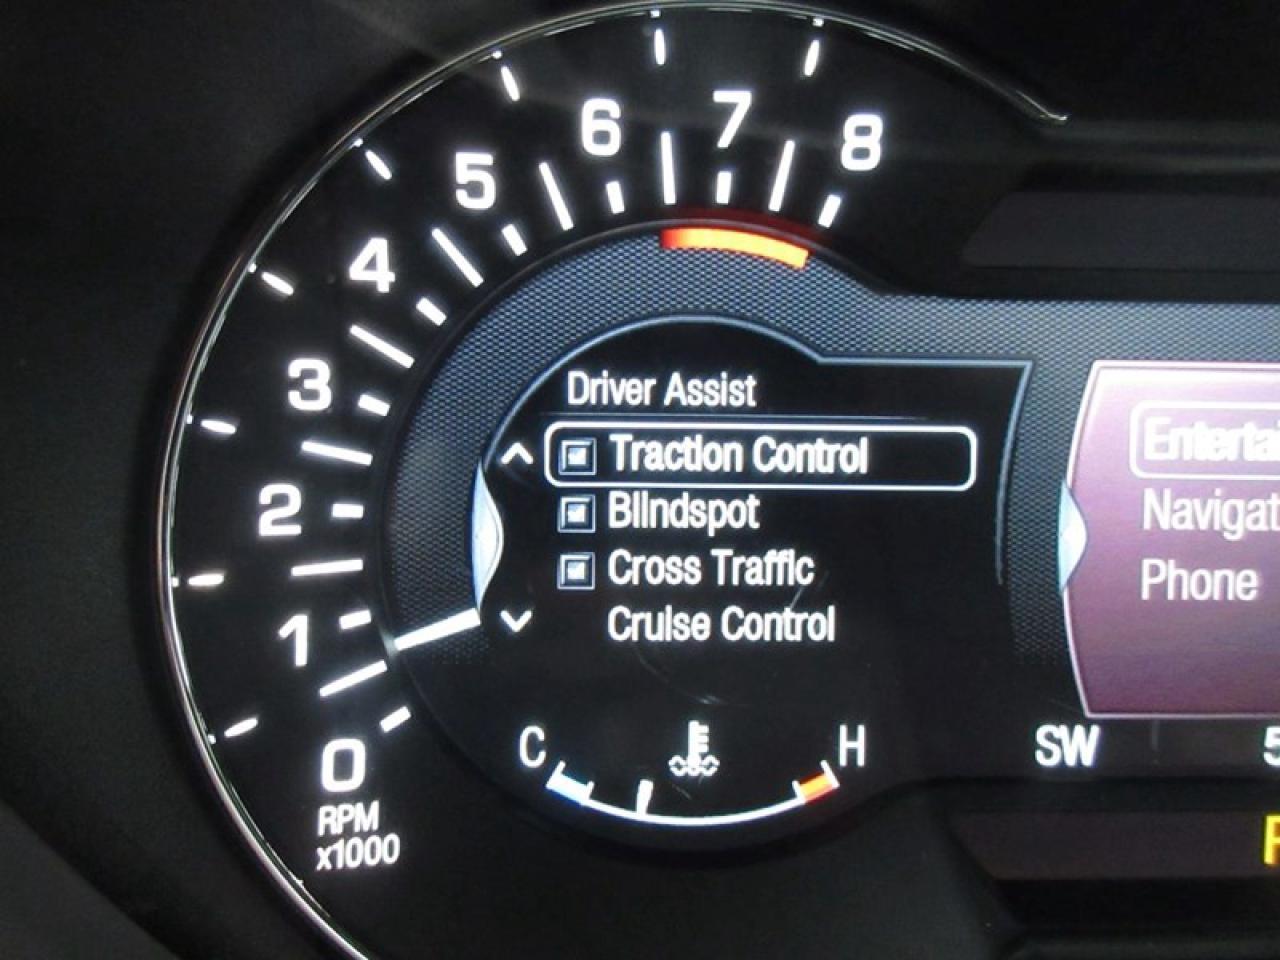 8
7
6
5
4
3
2
1
0
RPM
x1000
Driver Assist
Traction Control
Blindspot
Cross Traffic
Cruise Control
C
H
Phone
SW